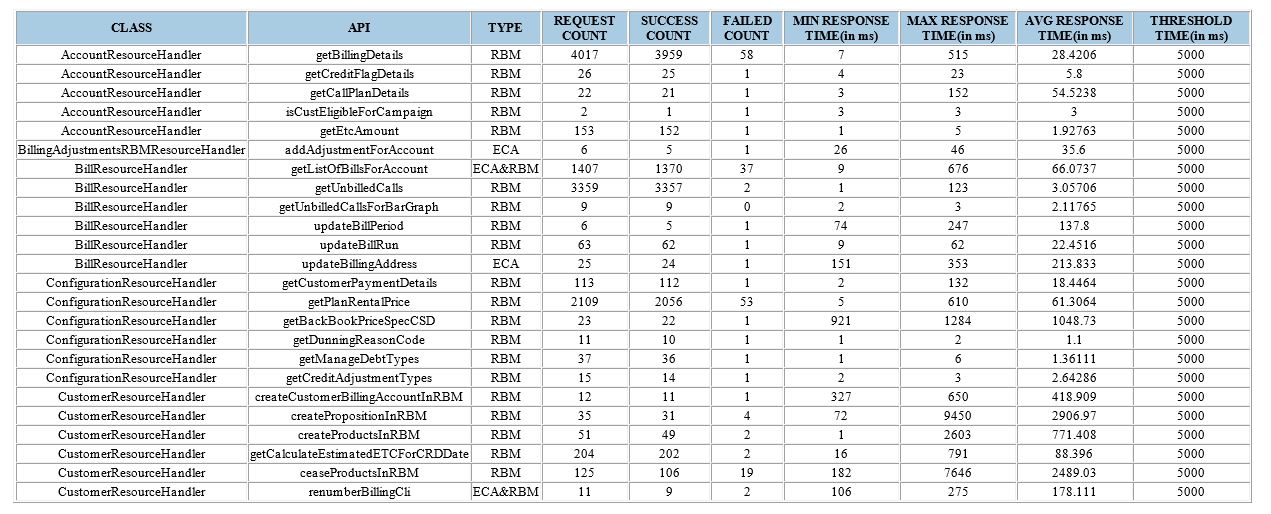 CLASS API TYPE REQUEST COUNT SUCCESS COUNT FAILED COUNT MIN RESPONSE TIME(in ms) MAX RESPONSE TIME(in ms) AVG RESPONSE TIME(in ms) THRESHOLD TIME(in ms)
AccountResourceHandler getBillingDetails RBM 4017 3959 58 7 515 28.4206 5000
AccountResourceHandler getCreditFlagDetails RBM 26 25 1 4 23 5.8 5000
AccountResourceHandler getCallPlanDetails RBM 22 21 1 3 152 54.5238 5000
AccountResourceHandler isCustEligibleForCampaign RBM 2 1 1 3 3 3 5000
AccountResourceHandler getEtcAmount RBM 153 152 1 1 5 1.92763 5000
BillingAdjustmentsRBMResourceHandler addAdjustmentForAccount ECA 6 5 1 26 46 35.6 5000
BillResourceHandler getListOfBillsForAccount ECA&RBM 1407 1370 37 9 676 66.0737 5000
BillResourceHandler getUnbilledCalls RBM 3359 3357 2 1 123 3.05706 5000
BillResourceHandler getUnbilledCallsForBarGraph RBM 9 9 0 2 3 2.11765 5000
BillResourceHandler updateBillPeriod RBM 6 5 1 74 247 137.8 5000
BillResourceHandler updateBillRun RBM 63 62 1 9 62 22.4516 5000
BillResourceHandler updateBillingAddress ECA 25 24 1 151 353 213.833 5000
ConfigurationResourceHandler getCustomerPaymentDetails RBM 113 112 1 2 132 18.4464 5000
ConfigurationResourceHandler getPlanRentalPrice RBM 2109 2056 53 5 610 61.3064 5000
ConfigurationResourceHandler getBackBookPriceSpecCSD RBM 23 22 1 921 1284 1048.73 5000
ConfigurationResourceHandler getDunningReasonCode RBM 11 10 1 1 2 1.1 5000
ConfigurationResourceHandler getManageDebtTypes RBM 37 36 1 1 6 1.36111 5000
ConfigurationResourceHandler getCreditAdjustmentTypes RBM 15 14 1 2 3 2.64286 5000
CustomerResourceHandler createCustomerBillingAccountInRBM RBM 12 11 1 327 650 418.909 5000
CustomerResourceHandler createPropositionInRBM RBM 35 31 4 72 9450 2906.97 5000
CustomerResourceHandler createProductsInRBM RBM 51 49 2 1 2603 771.408 5000
CustomerResourceHandler getCalculateEstimatedETCForCRDDate RBM 204 202 2 16 791 88.396 5000
CustomerResourceHandler ceaseProductsInRBM RBM 125 106 19 182 7646 2489.03 5000
CustomerResourceHandler renumberBillingCli ECA&RBM 11 9 2 106 275 178.111 5000